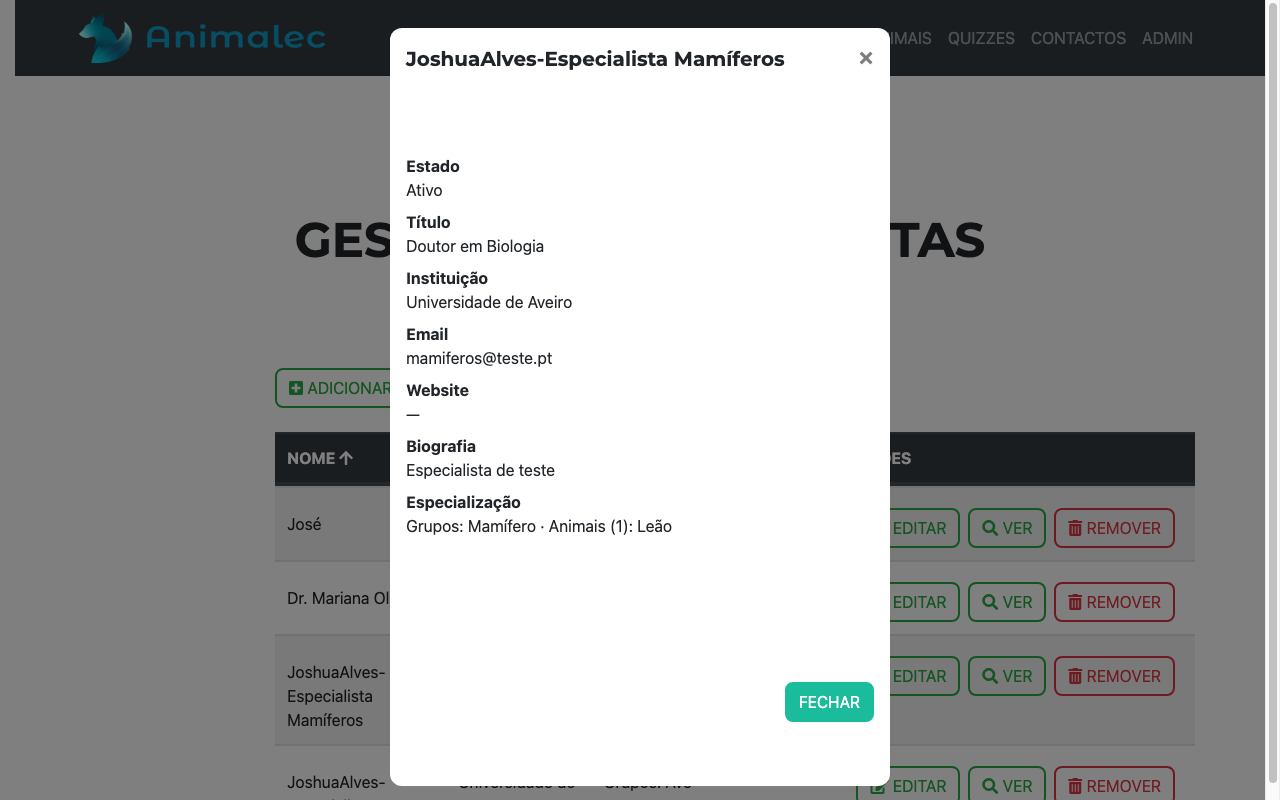 Animalec
IMAIS QUIZZES CONTACTOS ADMIN
JoshuaAlves-Especialista Mamíferos
×
Estado
Ativo
Título
Doutor em Biologia
Instituição
Universidade de Aveiro
Email
mamiferos@teste.pt
Website
—
Biografia
Especialista de teste
Especialização
Grupos: Mamífero · Animais (1): Leão
FECHAR
GES TAS
ADICIONAR
NOME ÕES
José EDITAR VER REMOVER
Dr. Mariana Ol EDITAR VER REMOVER
JoshuaAlves-
Especialista
Mamíferos EDITAR VER REMOVER
JoshuaAlves- EDITAR VER REMOVER